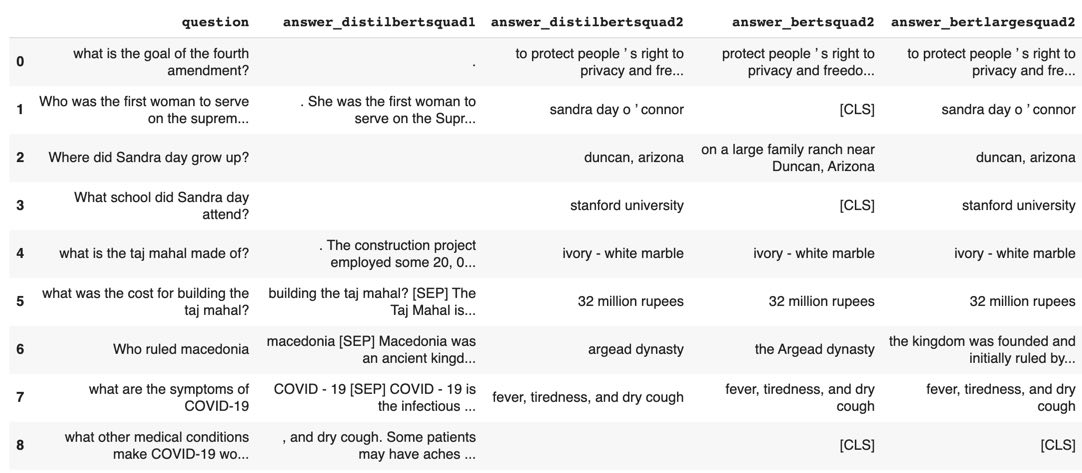 question answer_distilbertsquad1 answer_distilbertsquad2 answer_bertsquad2 answer_bertlargesquad2
0 what is the goal of the fourth amendment? . to protect people ’ s right to privacy and fre... protect people ’ s right to privacy and freedo... to protect people ’ s right to privacy and fre...
1 Who was the first woman to serve on the suprem... . She was the first woman to serve on the Supr... sandra day o ’ connor [CLS] sandra day o ’ connor
2 Where did Sandra day grow up? duncan, arizona on a large family ranch near Duncan, Arizona duncan, arizona
3 What school did Sandra day attend? stanford university [CLS] stanford university
4 what is the taj mahal made of? . The construction project employed some 20, 0... ivory - white marble ivory - white marble ivory - white marble
5 what was the cost for building the taj mahal? building the taj mahal? [SEP] The Taj Mahal is... 32 million rupees 32 million rupees 32 million rupees
6 Who ruled macedonia macedonia [SEP] Macedonia was an ancient kingd... argead dynasty the Argead dynasty the kingdom was founded and initially ruled by...
7 what are the symptoms of COVID-19 COVID - 19 [SEP] COVID - 19 is the infectious ... fever, tiredness, and dry cough fever, tiredness, and dry cough fever, tiredness, and dry cough
8 what other medical conditions make COVID-19 wo... , and dry cough. Some patients may have aches ... [CLS] [CLS]